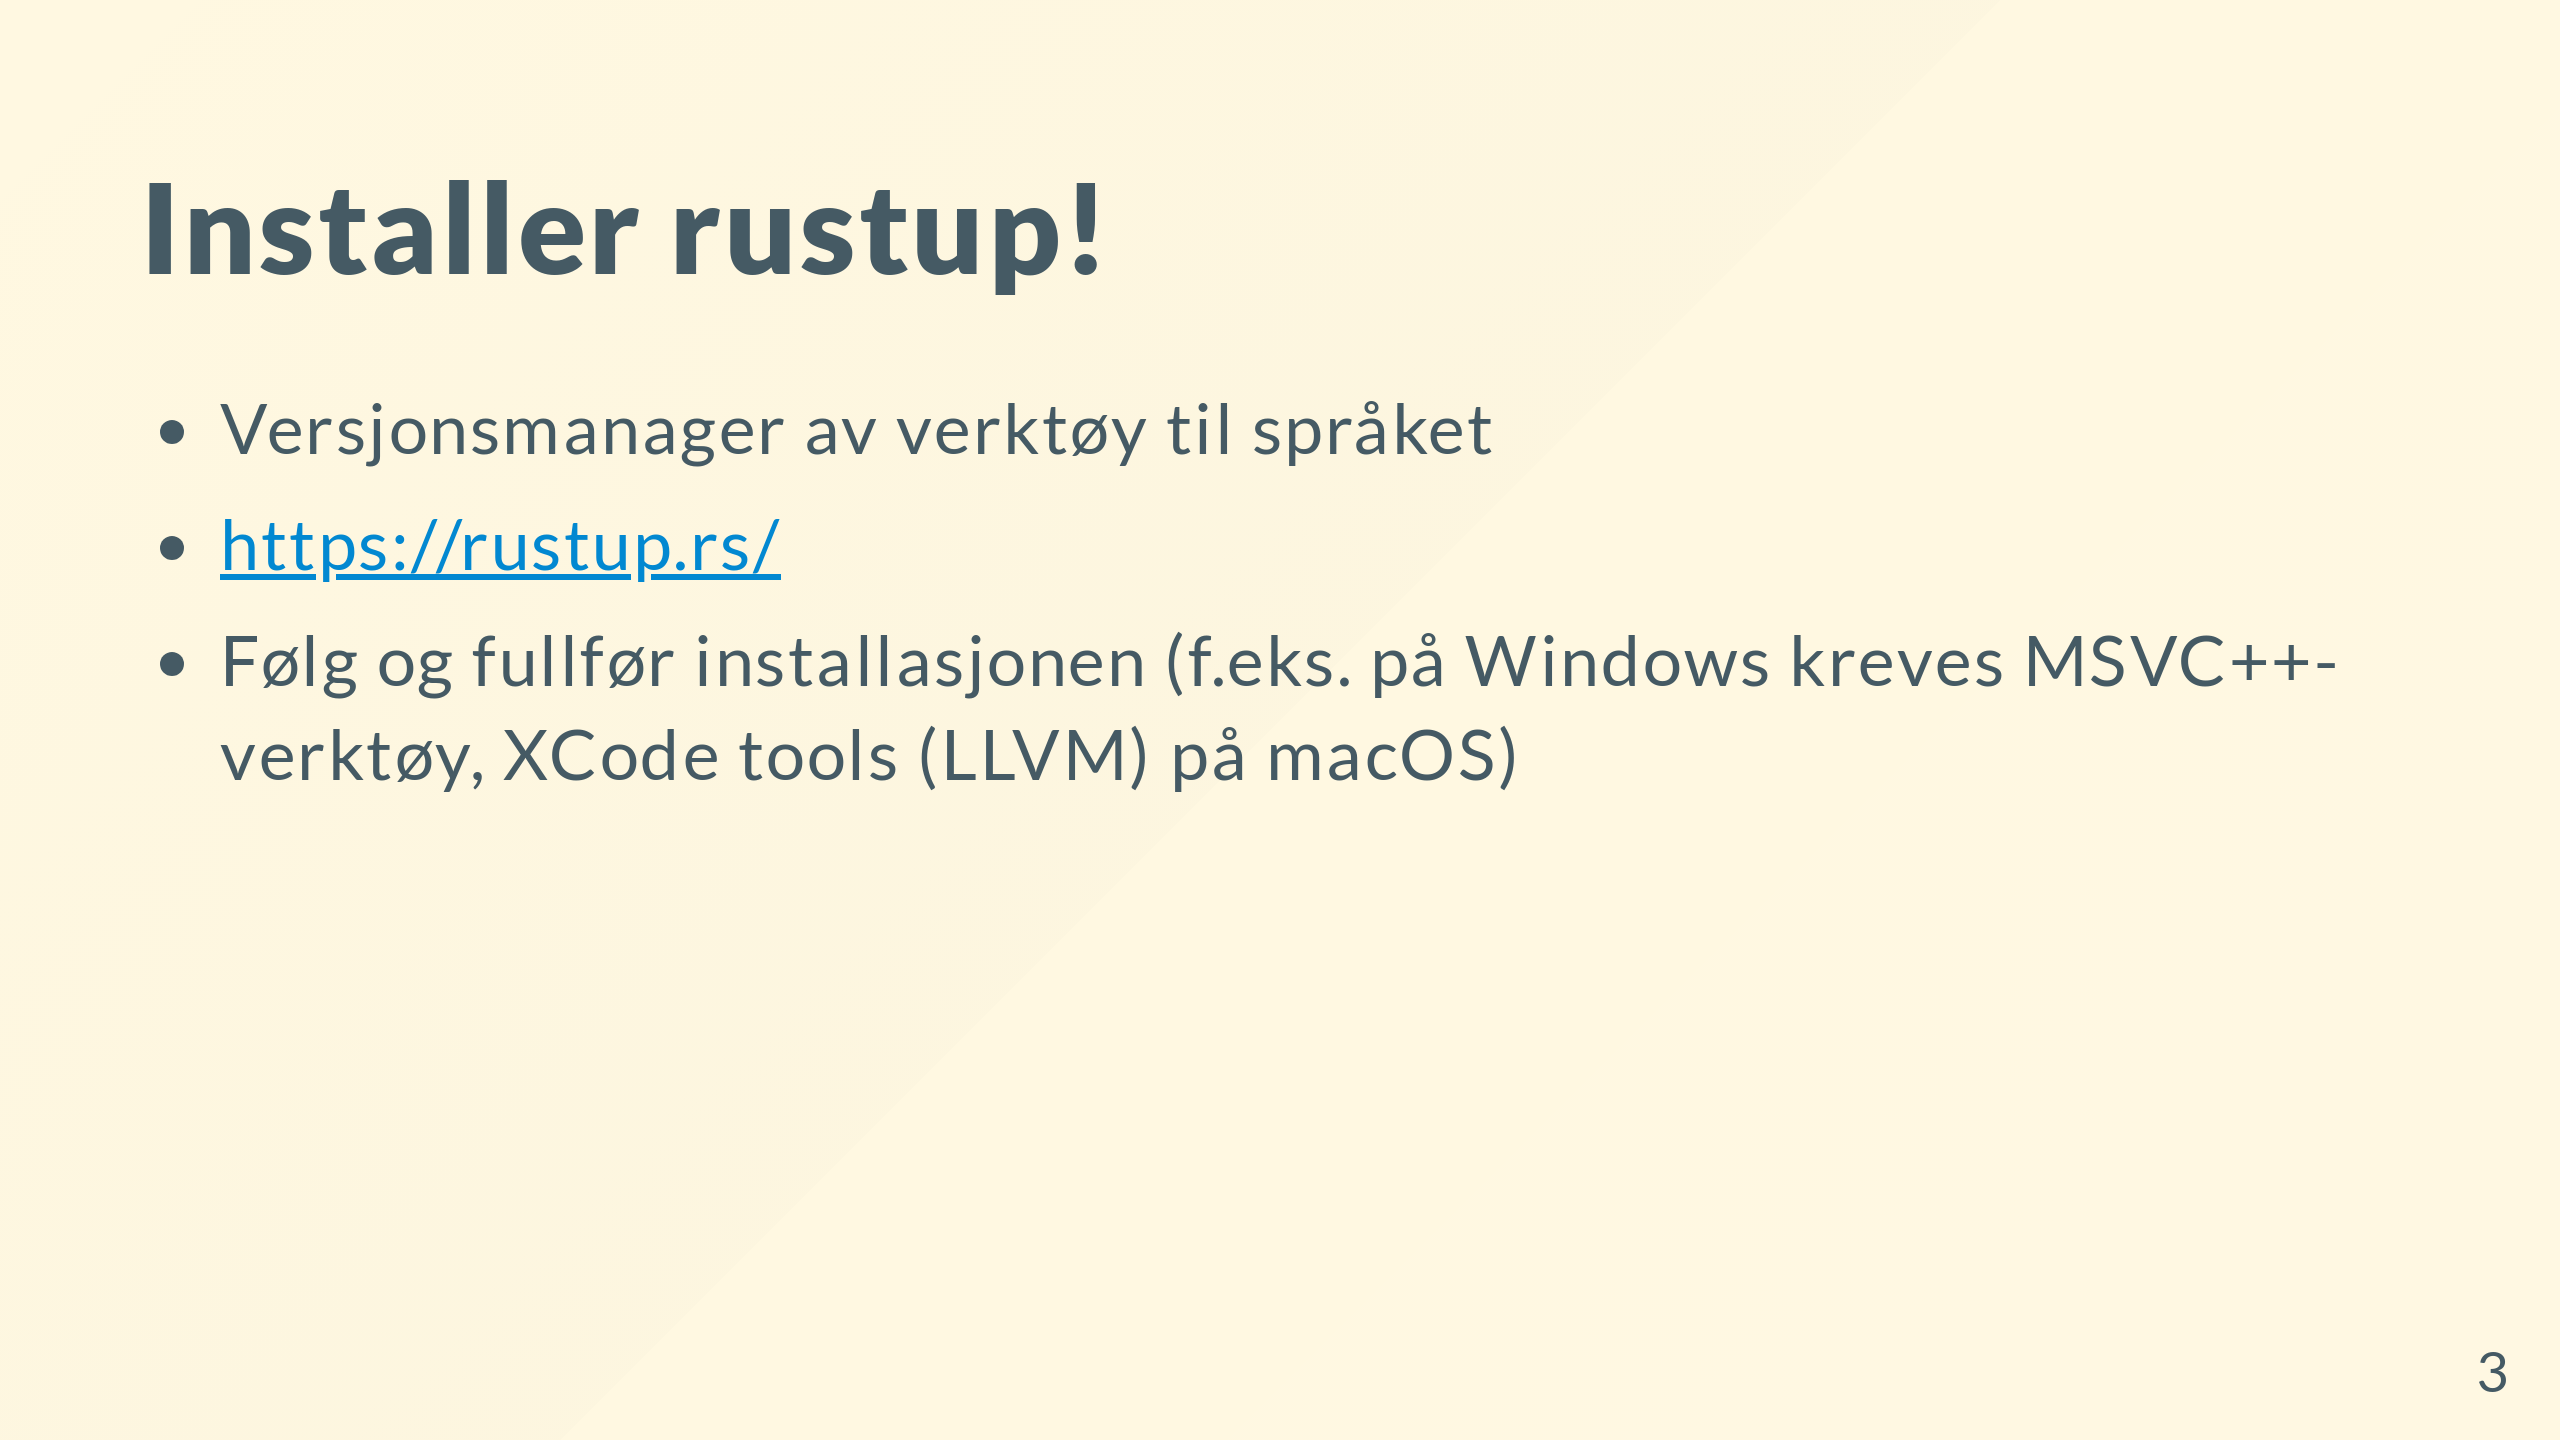 Installer rustup!
Versjonsmanager av verktøy til språket
https://rustup.rs/
Følg og fullfør installasjonen (f.eks. på Windows kreves MSVC++-
verktøy, XCode tools (LLVM) på macOS)
3